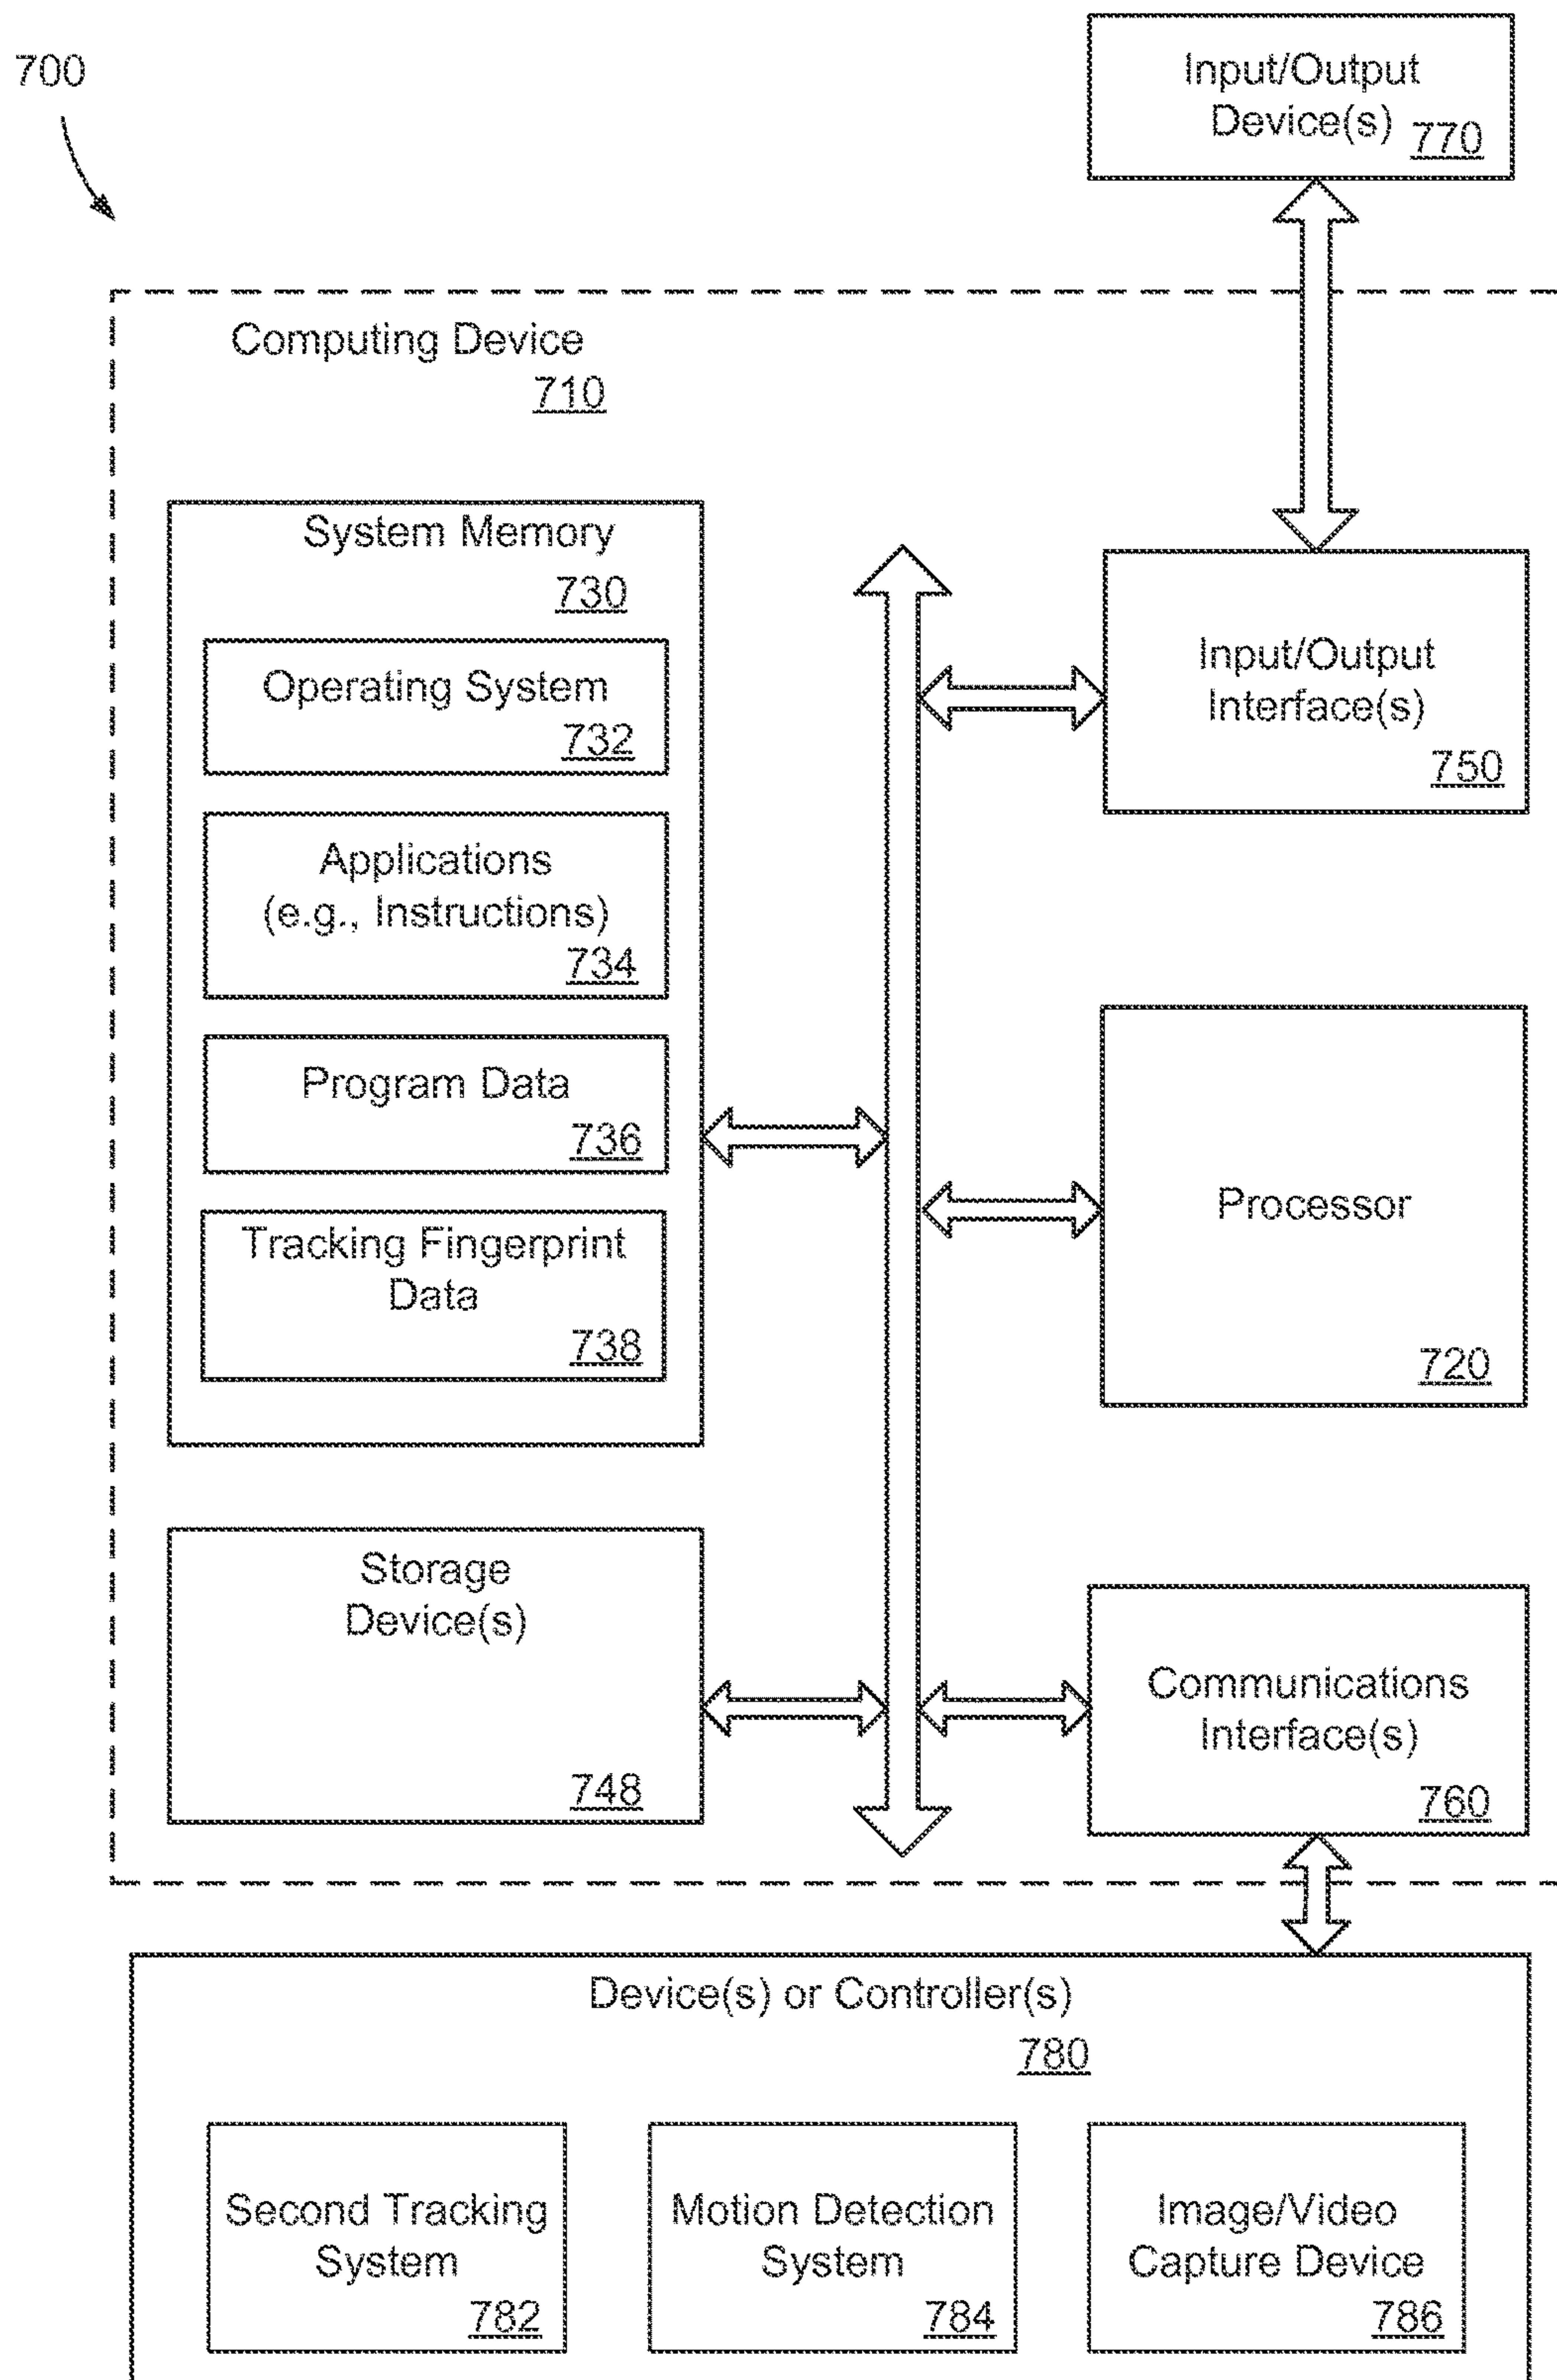 700
Input/Output
Device(s) 770
Computing Device
710
System Memory
730
Operating System
732
Applications
(e.g., Instructions)
734
Program Data
736
Tracking Fingerprint
Data
738
Storage
Device(s)
748
Input/Output
Interface(s)
750
Processor
720
Communications
Interface(s)
760
Device(s) or Controller(s)
780
Second Tracking
System
782
Motion Detection
System
784
Image/Video
Capture Device
786